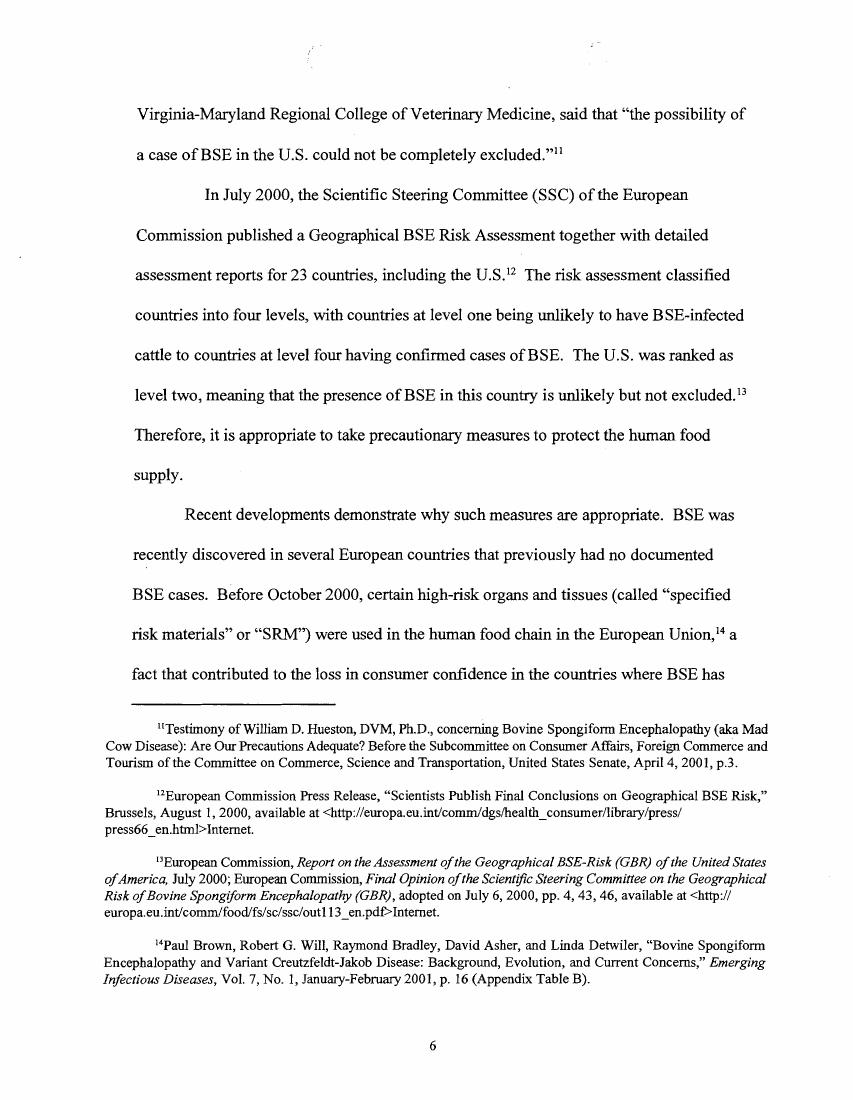 Virginia-Maryland Regional College of Veterinary Medicine, said that “the possibility of
a case of BSE in the U.S. could not be completely excluded.”11
In July 2000, the Scientific Steering Committee (SSC) of the European
Commission published a Geographical BSE Risk Assessment together with detailed
assessment reports for 23 countries, including the U.S.12 The risk assessment classified
countries into four levels, with countries at level one being unlikely to have BSE-infected
cattle to countries at level four having confirmed cases of BSE. The U.S. was ranked as
level two, meaning that the presence of BSE in this country is unlikely but not excluded.13
Therefore, it is appropriate to take precautionary measures to protect the human food
supply.
Recent developments demonstrate why such measures are appropriate. BSE was
recently discovered in several European countries that previously had no documented
BSE cases. Before October 2000, certain high-risk organs and tissues (called “specified
risk materials” or “SRM”) were used in the human food chain in the European Union,14 a
fact that contributed to the loss in consumer confidence in the countries where BSE has
11Testimony of William D. Hueston, DVM, Ph.D., concerning Bovine Spongiform Encephalopathy (aka Mad
Cow Disease): Are Our Precautions Adequate? Before the Subcommittee on Consumer Affairs, Foreign Commerce and
Tourism of the Committee on Commerce, Science and Transportation, United States Senate, April 4, 2001, p.3.
12European Commission Press Release, “Scientists Publish Final Conclusions on Geographical BSE Risk,”
Brussels, August 1, 2000, available at <http://europa.eu.int/comm/dgs/health_consumer/library/press/
press66_en.html>Internet.
13European Commission, Report on the Assessment of the Geographical BSE-Risk (GBR) of the United States
of America, July 2000; European Commission, Final Opinion of the Scientific Steering Committee on the Geographical
Risk of Bovine Spongiform Encephalopathy (GBR), adopted on July 6, 2000, pp. 4, 43, 46, available at <http://
europa.eu.int/comm/food/fs/sc/ssc/out113_en.pdf>Internet.
14Paul Brown, Robert G. Will, Raymond Bradley, David Asher, and Linda Detwiler, “Bovine Spongiform
Encephalopathy and Variant Creutzfeldt-Jakob Disease: Background, Evolution, and Current Concerns,” Emerging
Infectious Diseases, Vol. 7, No. 1, January-February 2001, p. 16 (Appendix Table B).
6